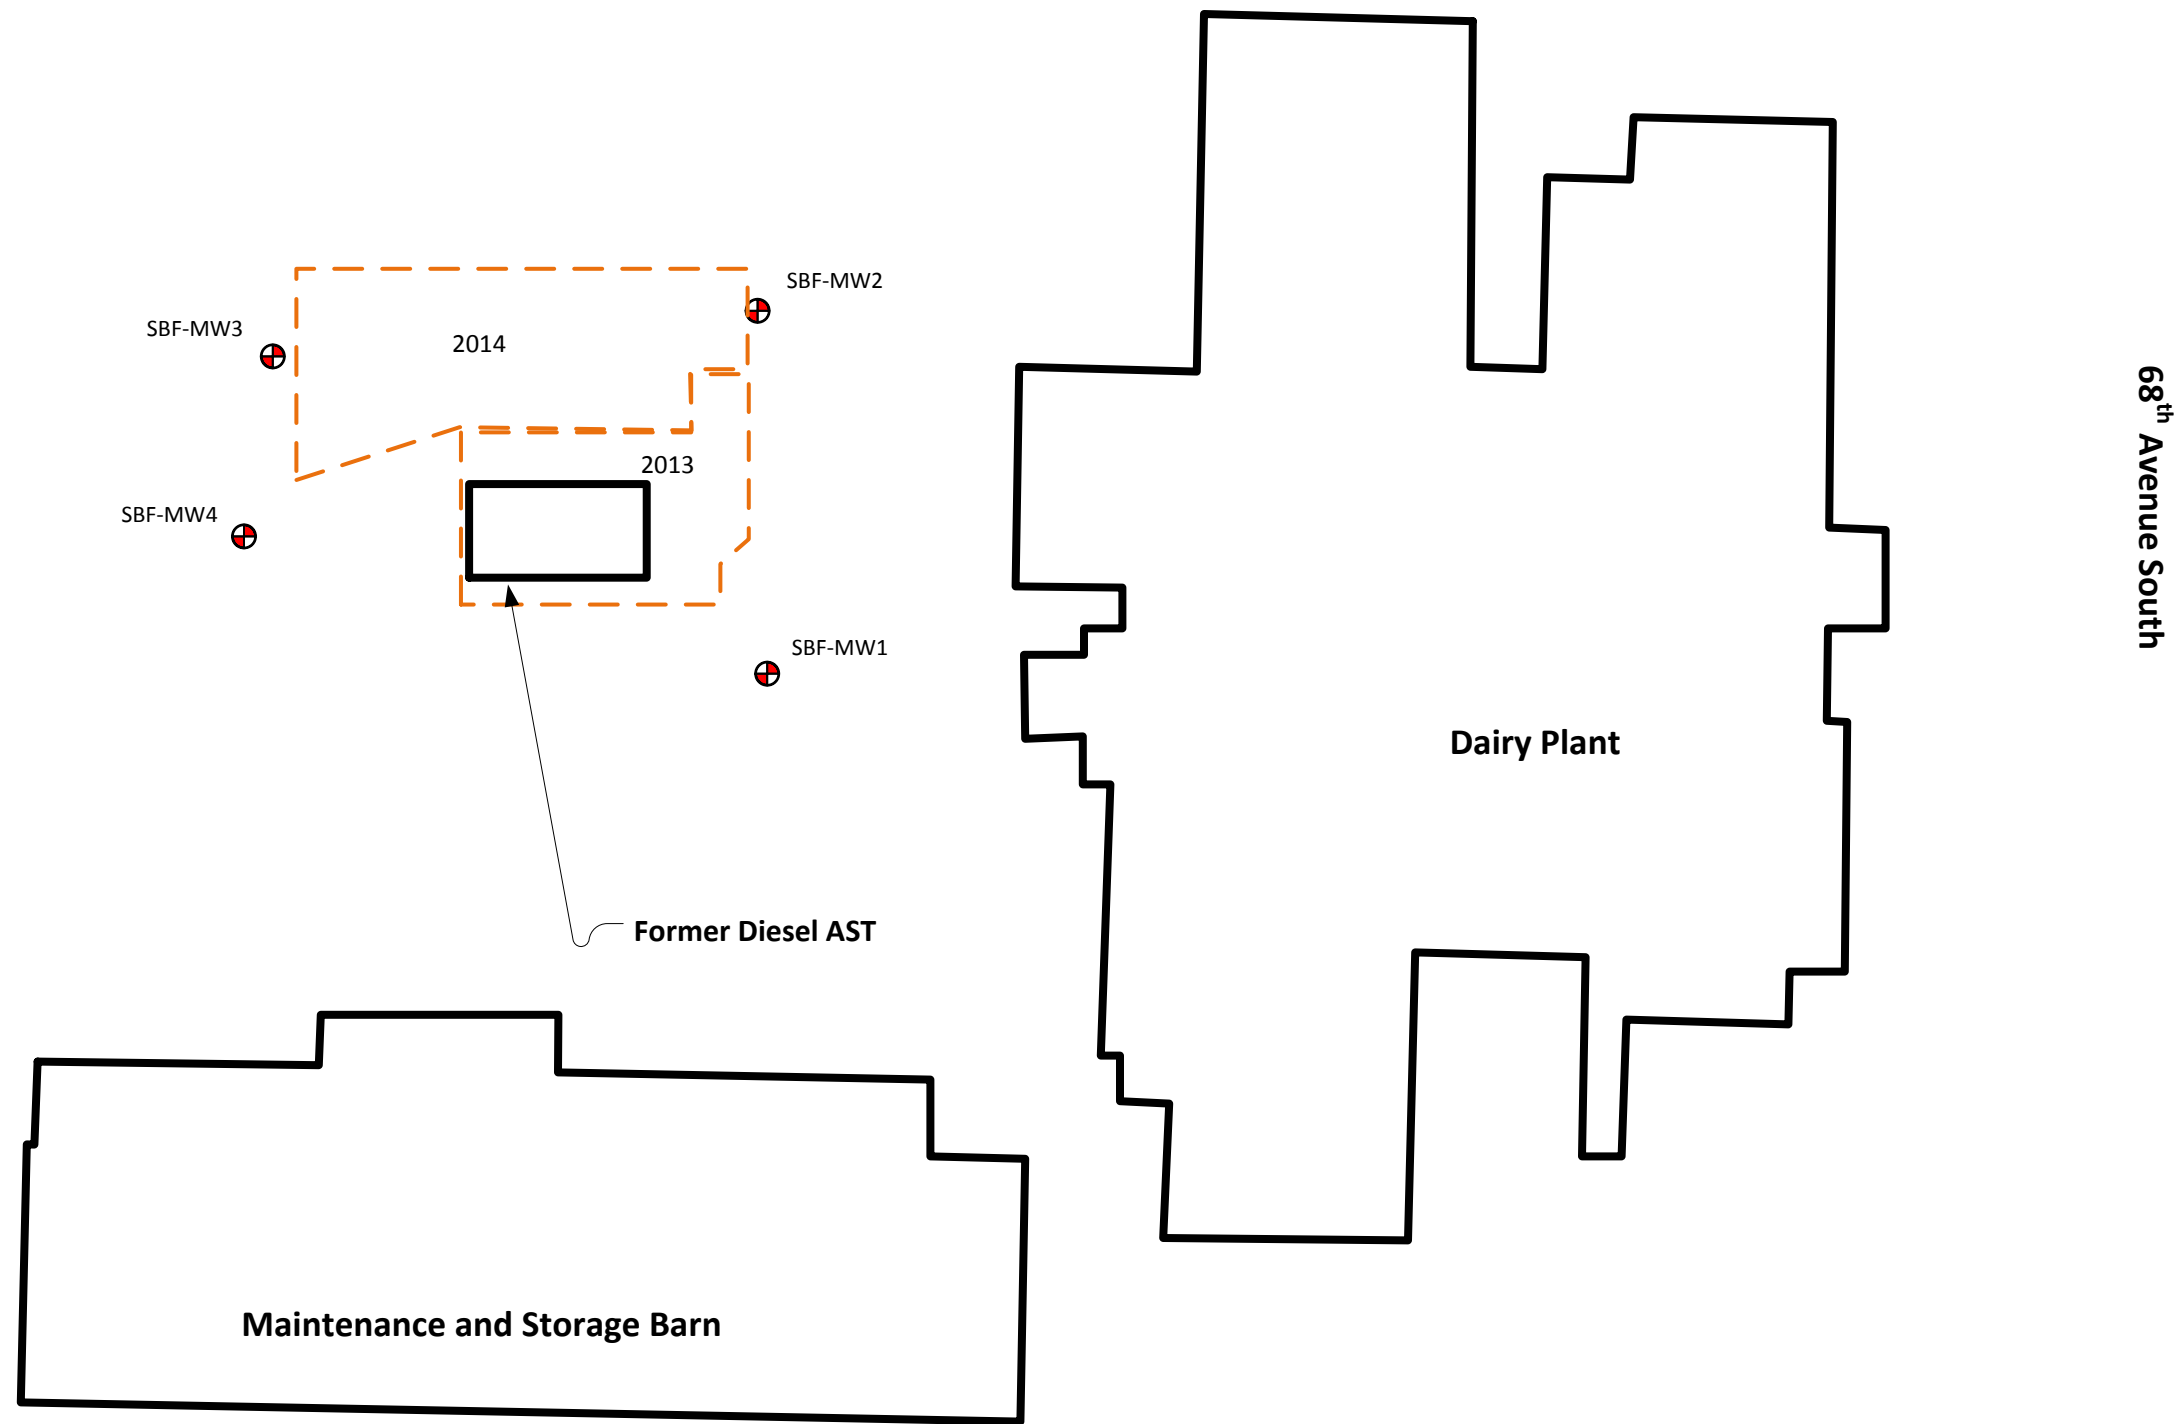 SBF-MW2
SBF-MW3
2014
2013
SBF-MW4
SBF-MW1
68th Avenue South
Dairy Plant
Former Diesel AST
Maintenance and Storage Barn